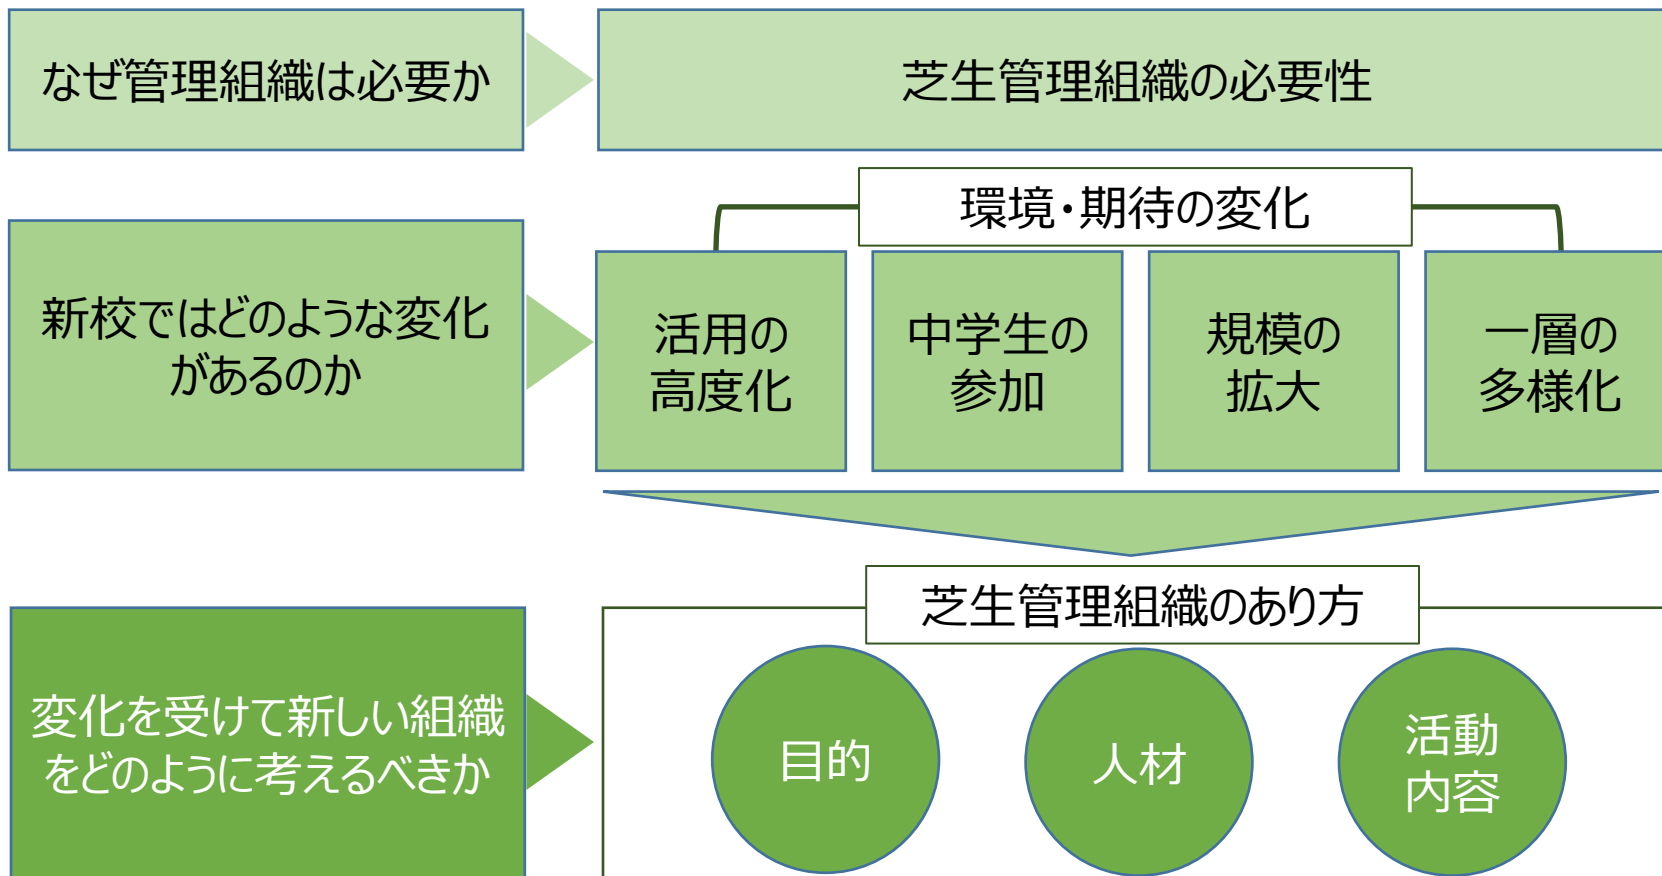 なぜ管理組織は必要か
芝生管理組織の必要性
環境・期待の変化
新校ではどのような変化
があるのか
活用の
高度化
中学生の
参加
規模の
拡大
一層の
多様化
芝生管理組織のあり方
変化を受けて新しい組織
をどのように考えるべきか
目的
人材
活動
内容